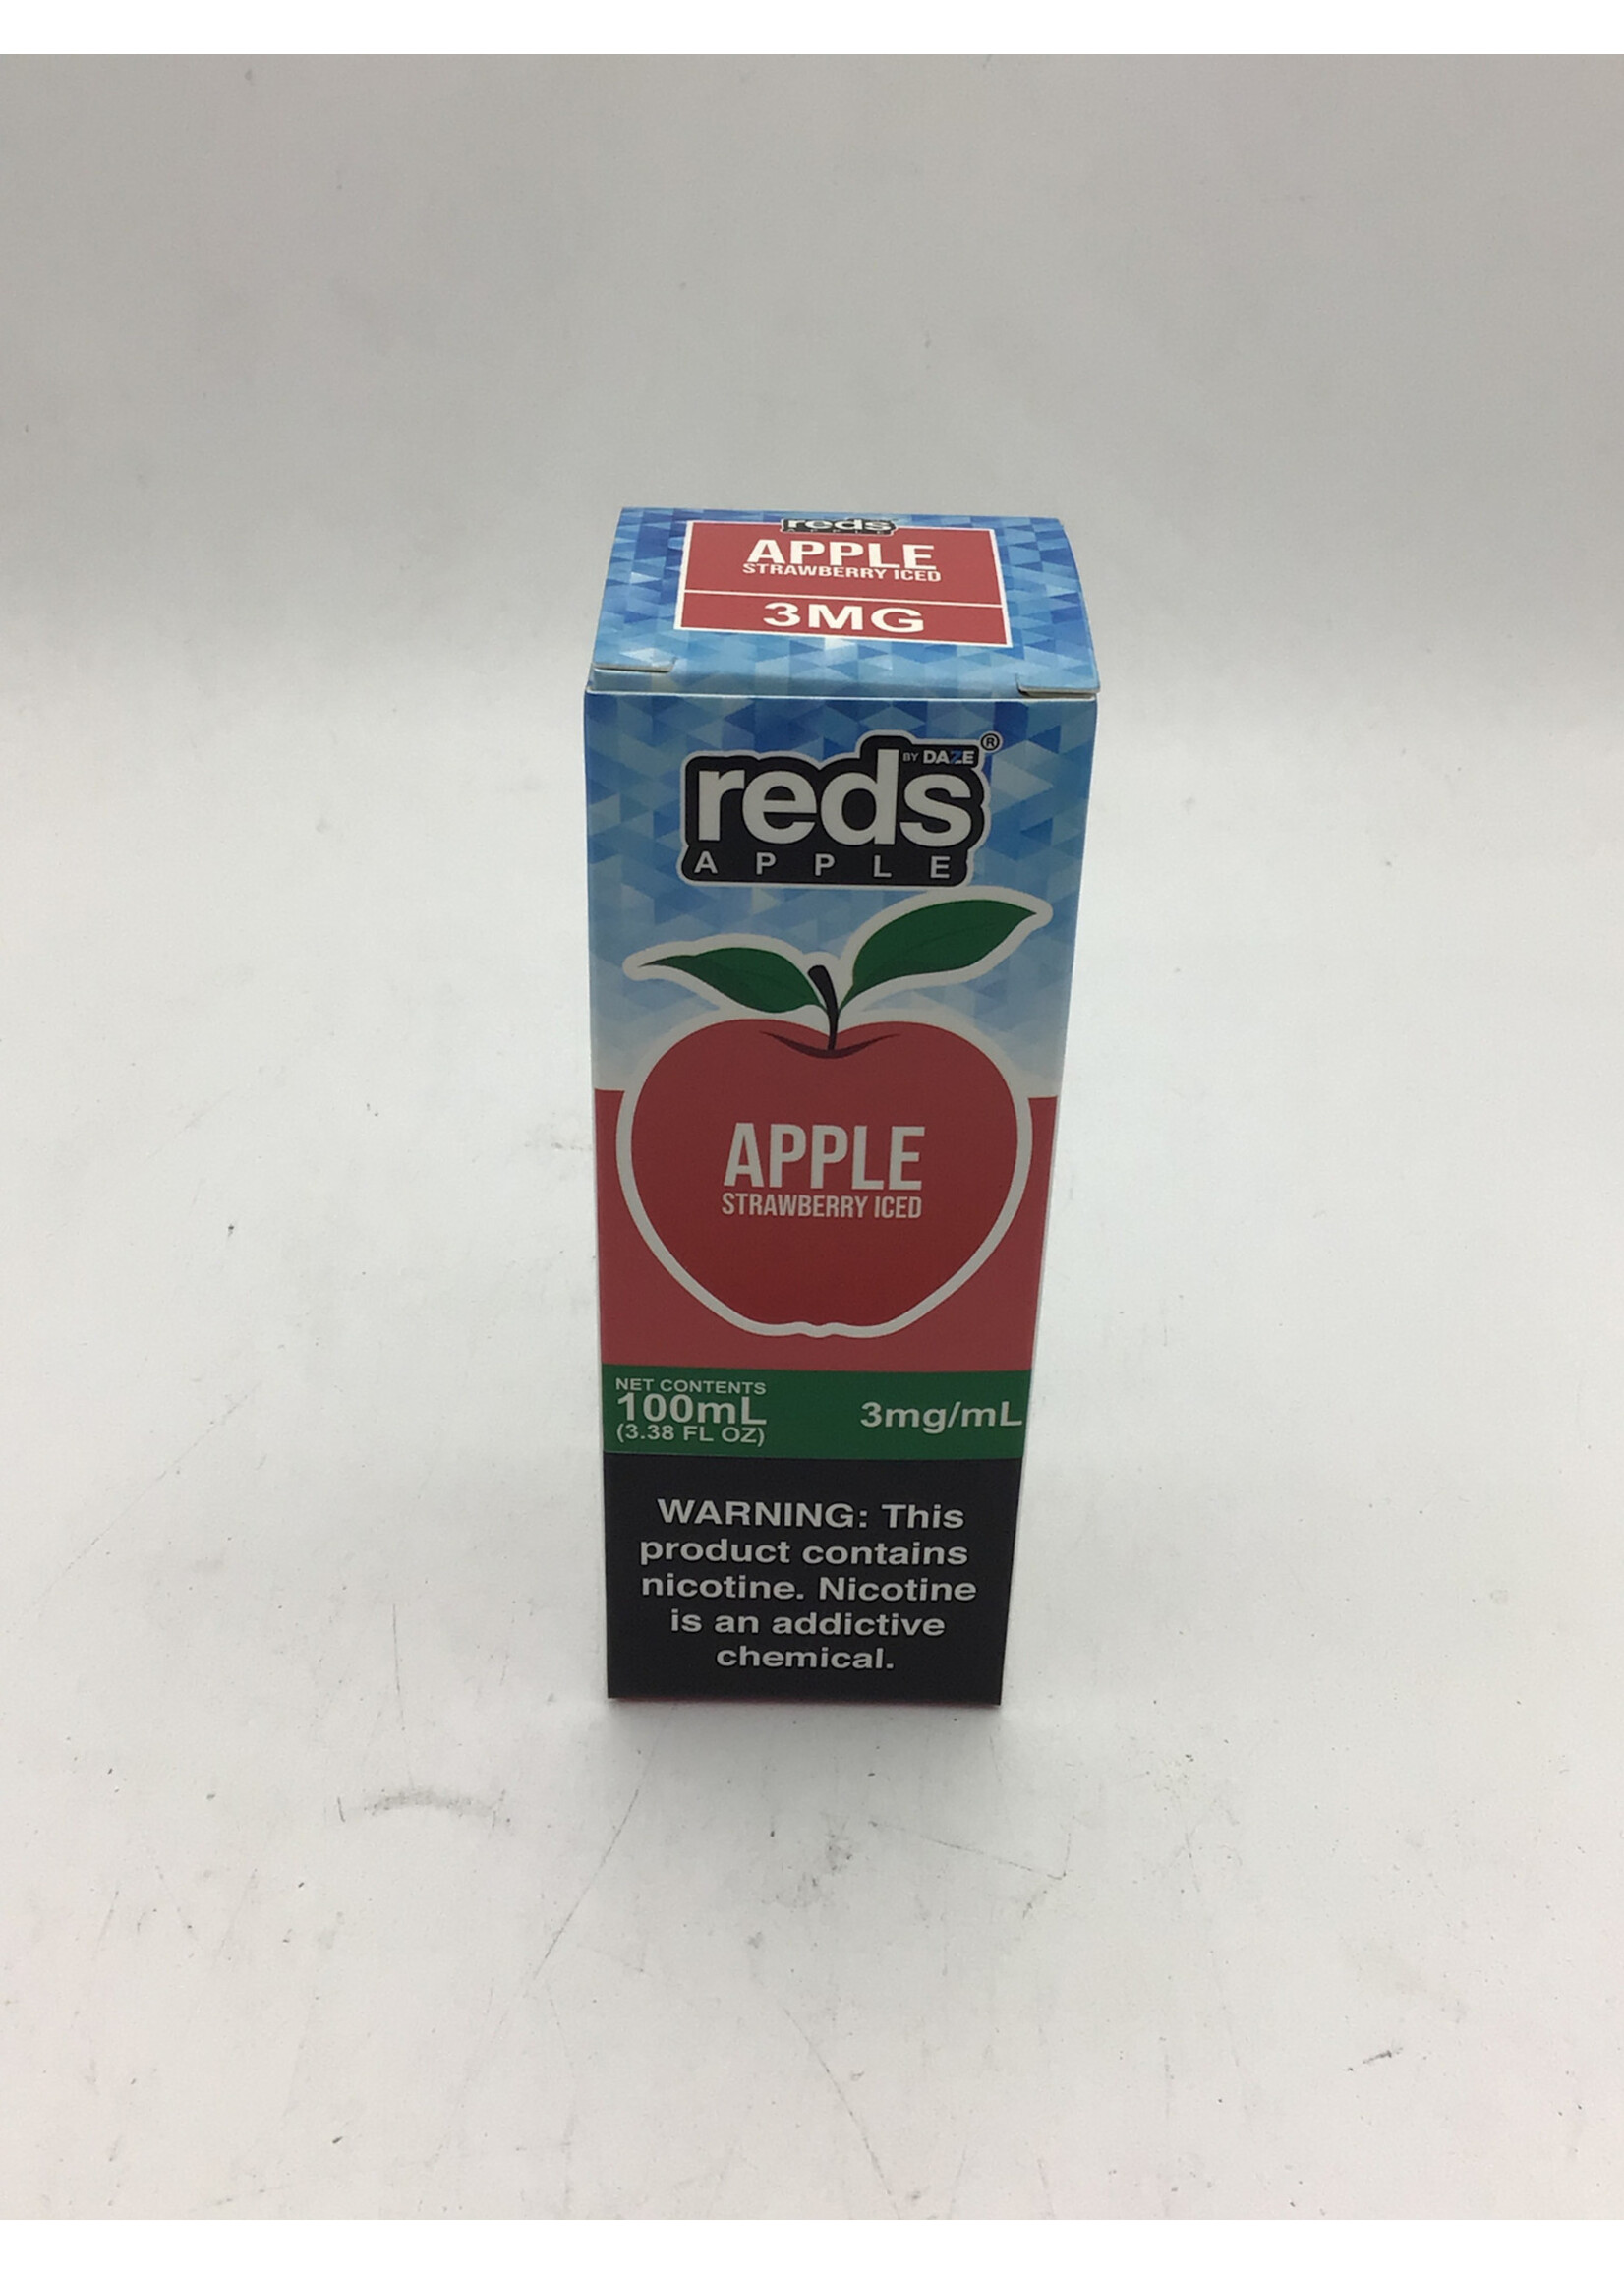 reds
APPLE
APPLE
STRAWBERRY ICED
3MG
BY DAZE®
reds
APPLE
APPLE
STRAWBERRY ICED
NET CONTENTS
100mL
(3.38 FL OZ)
3mg/mL
WARNING: This
product contains
nicotine. Nicotine
is an addictive
chemical.